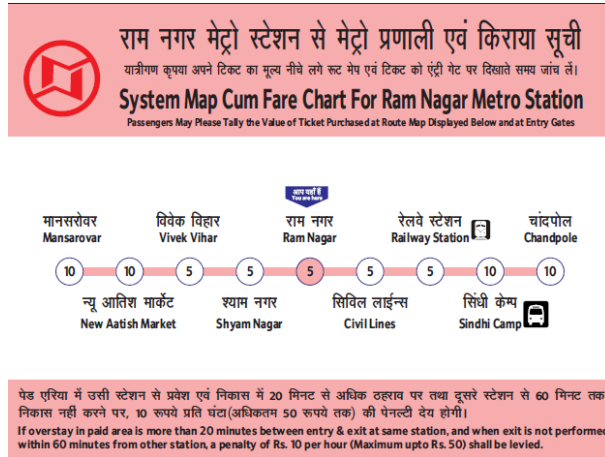 राम नगर मेट्रो स्टेशन से मेट्रो प्रणाली एवं किराया सूची
यात्रीगण कृपया अपने टिकट का मूल्य नीचे लगे रूट मेप एवं टिकट को एंट्री गेट पर दिखाते समय जांच लें।
System Map Cum Fare Chart For Ram Nagar Metro Station
Passengers May Please Tally the Value of Ticket Purchased at Route Map Displayed Below and at Entry Gates
आप यहाँ हैं
You are here
मानसरोवर विवेक विहार राम नगर रेलवे स्टेशन चांदपोल
Mansarovar Vivek Vihar Ram Nagar Railway Station Chandpole
10 10 5 5 5 5 5 10 10
न्यू आतिश मार्केट श्याम नगर सिविल लाईन्स सिंधी केम्प
New Aatish Market Shyam Nagar Civil Lines Sindhi Camp
पेड एरिया में उसी स्टेशन से प्रवेश एवं निकास में 20 मिनट से अधिक ठहराव पर तथा दूसरे स्टेशन से 60 मिनट तक
निकास नहीं करने पर, 10 रूपये प्रति घंटा(अधिकतम 50 रूपये तक) की पेनल्टी देय होगी।
If overstay in paid area is more than 20 minutes between entry & exit at same station, and when exit is not performed
within 60 minutes from other station, a penalty of Rs. 10 per hour (Maximum upto Rs. 50) shall be levied.